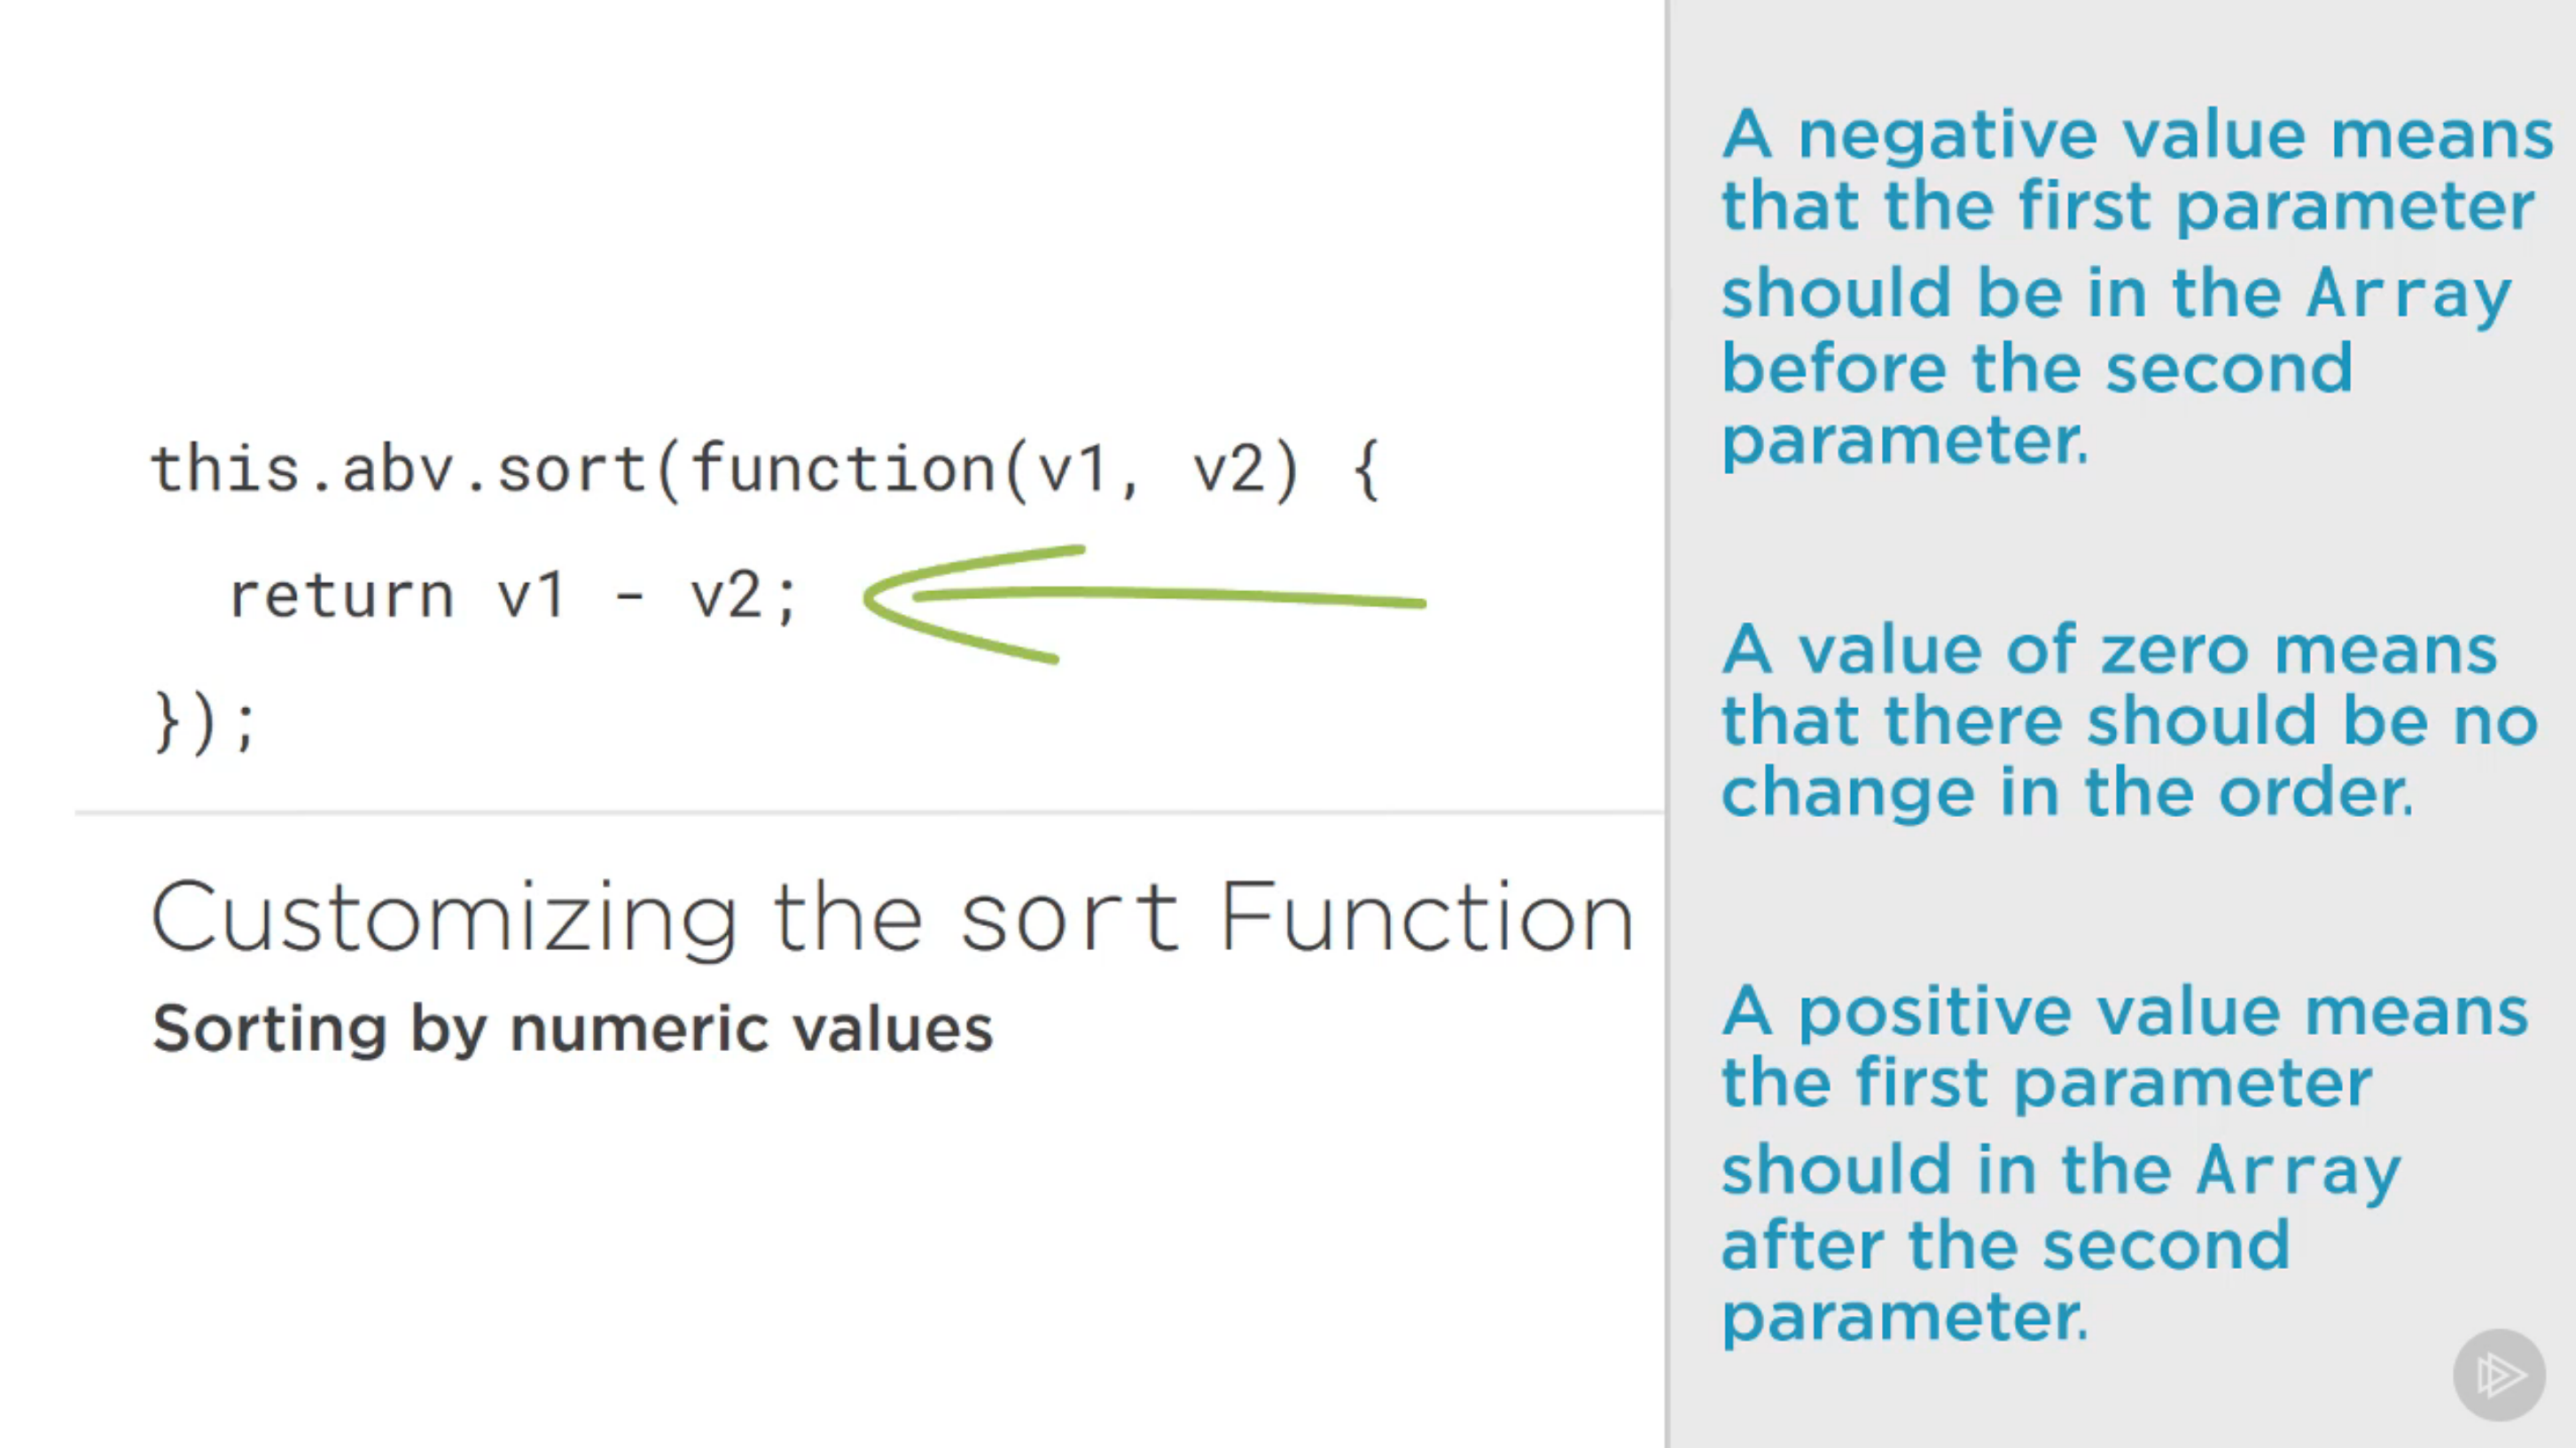 this.abv.sort(function(v1, v2) {
return v1 - v2;
});
Customizing the sort Function
Sorting by numeric values
A negative value means
that the first parameter
should be in the Array
before the second
parameter.
A value of zero means
that there should be no
change in the order.
A positive value means
the first parameter
should in the Array
after the second
parameter.